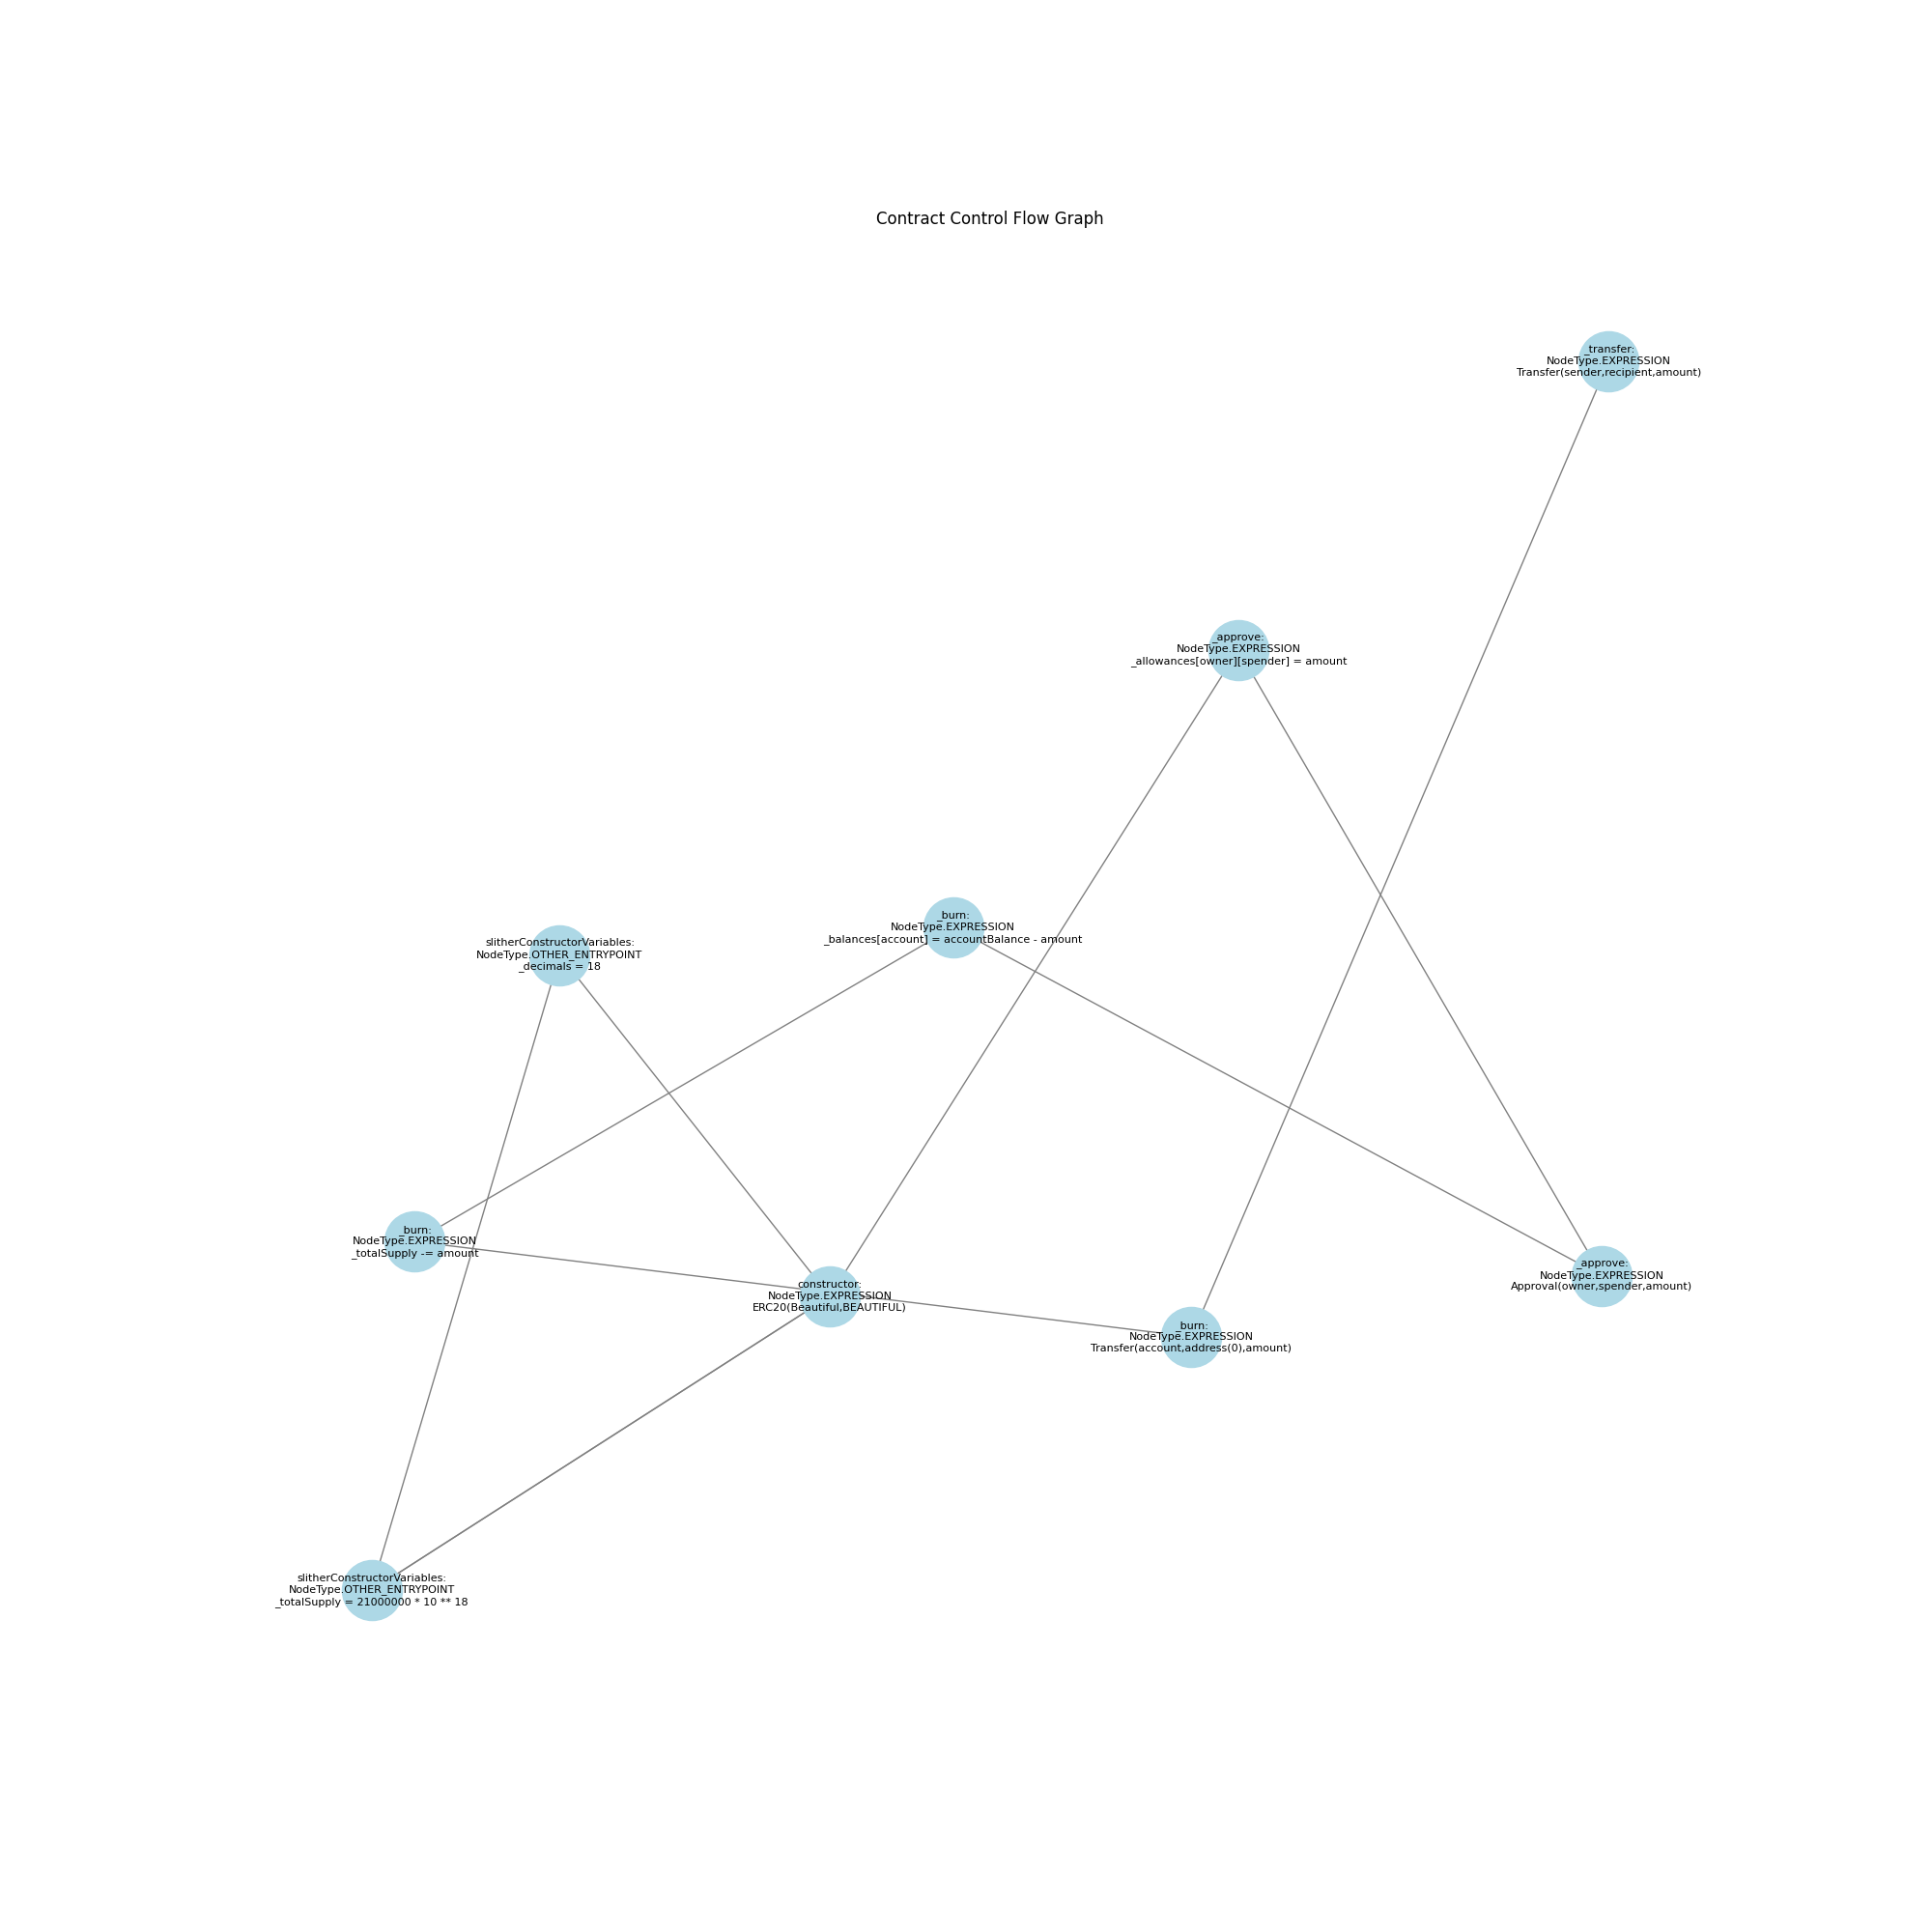 Contract Control Flow Graph
_transfer:
NodeType.EXPRESSION
Transfer(sender,recipient,amount)
_approve:
NodeType.EXPRESSION
_allowances[owner][spender] = amount
_burn:
NodeType.EXPRESSION
_balances[account] = accountBalance - amount
slitherConstructorVariables:
NodeType.OTHER_ENTRYPOINT
_decimals = 18
_burn:
NodeType.EXPRESSION
_totalSupply -= amount
_approve:
NodeType.EXPRESSION
Approval(owner,spender,amount)
constructor:
NodeType.EXPRESSION
ERC20(Beautiful,BEAUTIFUL)
_burn:
NodeType.EXPRESSION
Transfer(account,address(0),amount)
slitherConstructorVariables:
NodeType.OTHER_ENTRYPOINT
_totalSupply = 21000000 * 10 ** 18